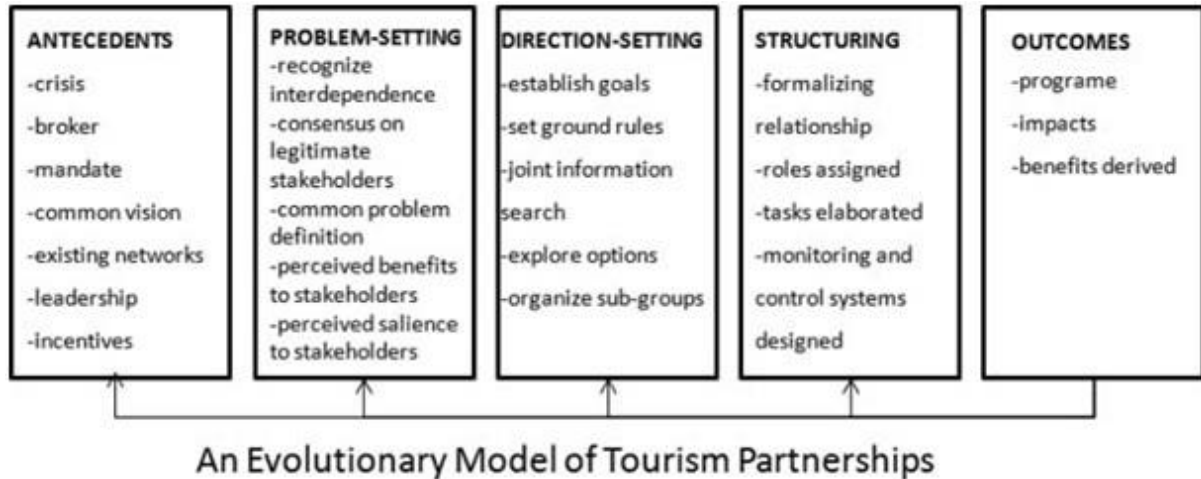 ANTECEDENTS
-crisis
-broker
-mandate
-common vision
-existing networks
-leadership
-incentives
PROBLEM-SETTING
-recognize
interdependence
-consensus on
legitimate
stakeholders
-common problem
definition
-perceived benefits
to stakeholders
-perceived salience
to stakeholders
DIRECTION-SETTING
-establish goals
-set ground rules
-joint information
search
-explore options
-organize sub-groups
STRUCTURING
-formalizing
relationship
-roles assigned
-tasks elaborated
-monitoring and
control systems
designed
OUTCOMES
-programe
-impacts
-benefits derived
An Evolutionary Model of Tourism Partnerships